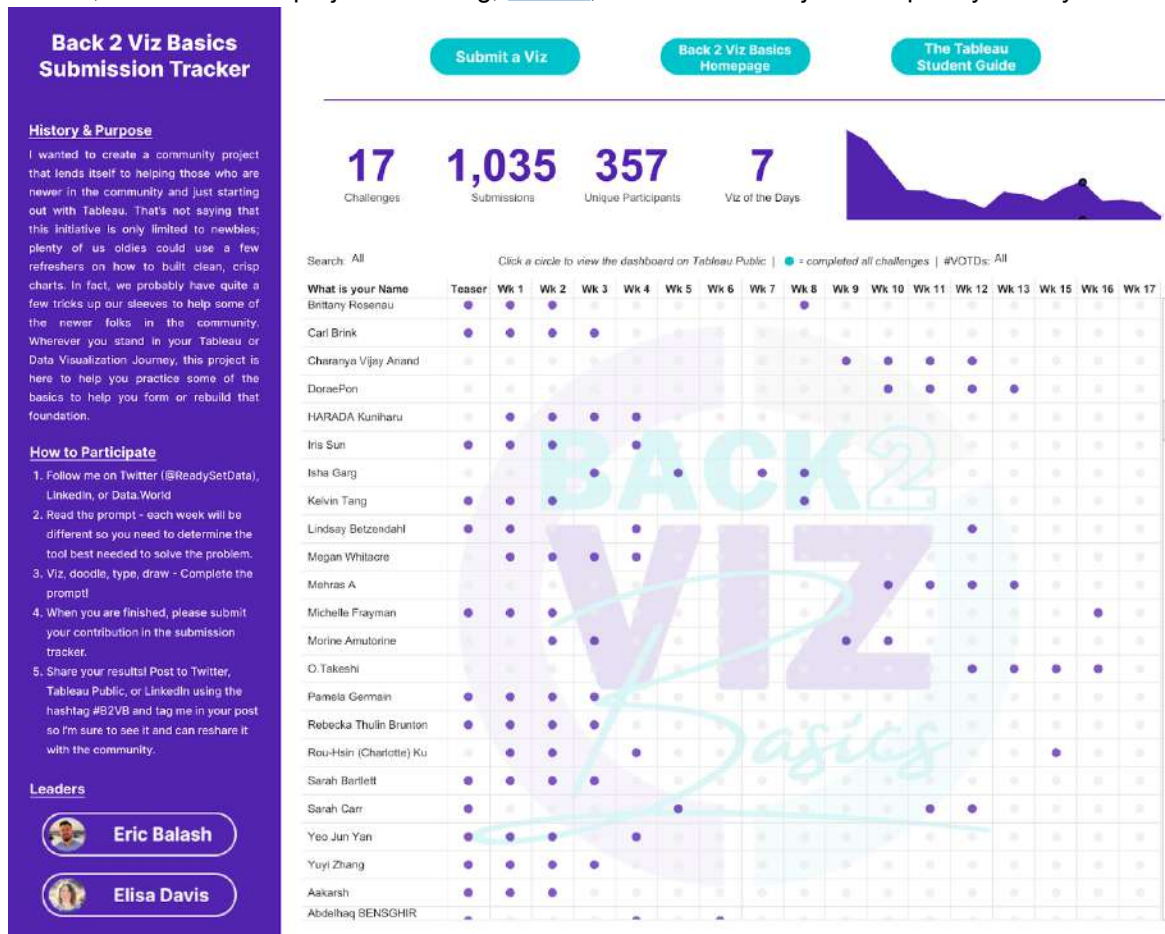 Back 2 Viz Basics
Submission Tracker
History & Purpose
I wanted to create a community project
that lends itself to helping those who are
newer in the community and just starting
out with Tableau. That's not saying that
this initiative is only limited to newbies;
plenty of us oldies could use a few
refreshers on how to built clean, crisp
charts. In fact, we probably have quite a
few tricks up our sleeves to help some of
the newer folks in the community.
Wherever you stand in your Tableau or
Data Visualization Journey, this project is
here to help you practice some of the
basics to help you form or rebuild that
foundation.
How to Participate
1. Follow me on Twitter (@ReadySetData),
LinkedIn, or Data.World
2. Read the prompt - each week will be
different so you need to determine the
tool best needed to solve the problem.
3. Viz, doodle, type, draw - Complete the
prompt!
4. When you are finished, please submit
your contribution in the submission
tracker.
5. Share your results! Post to Twitter,
Tableau Public, or LinkedIn using the
hashtag #B2VB and tag me in your post
so I'm sure to see it and can reshare it
with the community.
Leaders
Eric Balash
Elisa Davis
Submit a Viz
Back 2 Viz Basics
Homepage
The Tableau
Student Guide
17 1,035 357 7
Challenges Submissions Unique Participants Viz of the Days
Search: All Click a circle to view the dashboard on Tableau Public | = completed all challenges | #VOTDs: All
What is your Name Teaser Wk 1 Wk 2 Wk 3 Wk 4 Wk 5 Wk 6 Wk 7 Wk 8 Wk 9 Wk 10 Wk 11 Wk 12 Wk 13 Wk 15 Wk 16 Wk 17
Brittany Rosenau
Carl Brink
Charanya Vijay Anand
DoraePon
HARADA Kuniharu
Iris Sun
Isha Garg
Kelvin Tang
Lindsay Betzendahl
Megan Whitacre
Mehras A
Michelle Frayman
Morine Amutorine
O.Takeshi
Pamela Germain
Rebecka Thulin Brunton
Rou-Hsin (Charlotte) Ku
Sarah Bartlett
Sarah Carr
Yeo Jun Yan
Yuyi Zhang
Aakarsh
Abdelhaq BENSGHIR
BACK2
VIZ
Basics